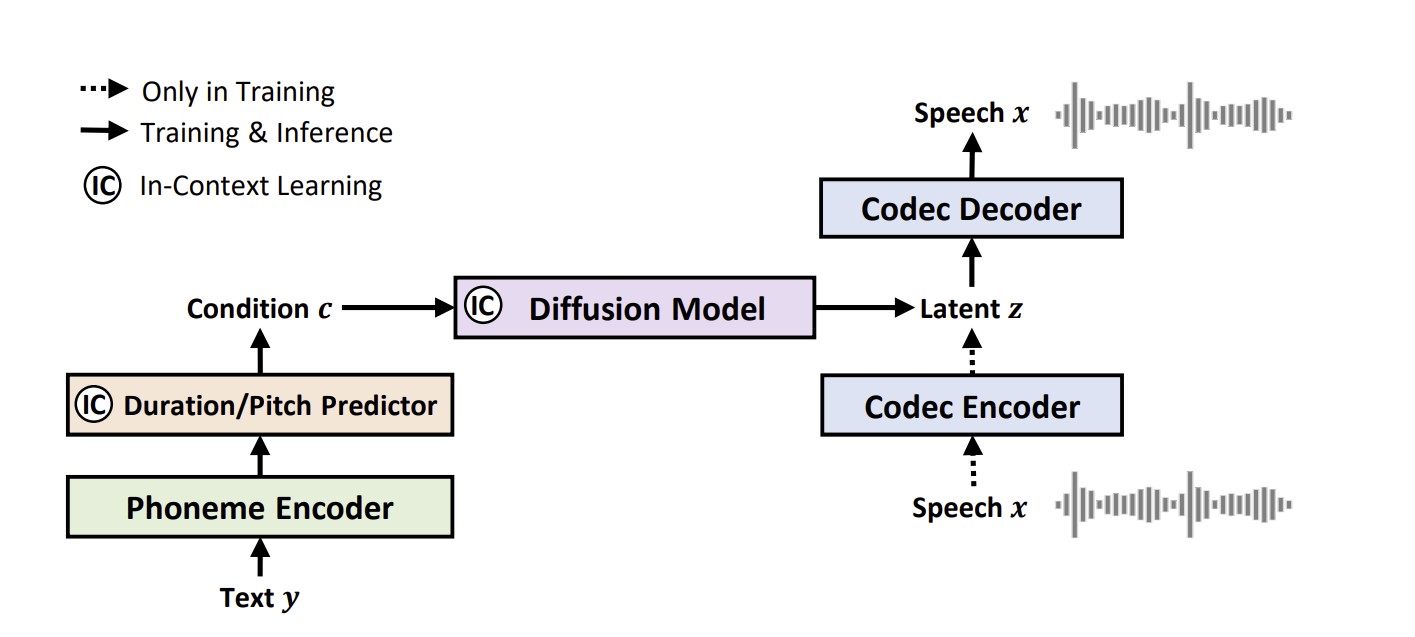 Only in Training
Training & Inference
IC In-Context Learning
Speech x
Codec Decoder
Condition c
IC Diffusion Model
Latent z
IC Duration/Pitch Predictor
Codec Encoder
Phoneme Encoder
Speech x
Text y